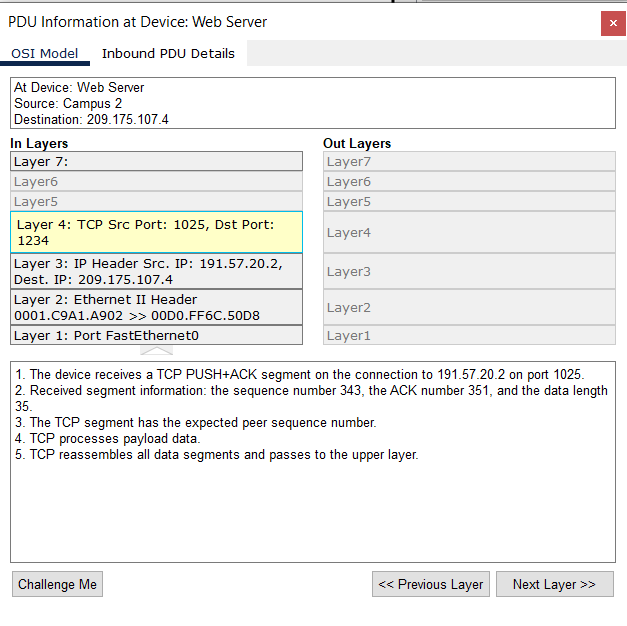 PDU Information at Device: Web Server
×
OSI Model
Inbound PDU Details
At Device: Web Server
Source: Campus 2
Destination: 209.175.107.4
In Layers
Out Layers
Layer 7:
Layer6
Layer5
Layer 4: TCP Src Port: 1025, Dst Port:
1234
Layer 3: IP Header Src. IP: 191.57.20.2,
Dest. IP: 209.175.107.4
Layer 2: Ethernet II Header
0001.C9A1.A902 >> 00D0.FF6C.50D8
Layer 1: Port FastEthernet0
Layer7
Layer6
Layer5
Layer4
Layer3
Layer2
Layer1
1. The device receives a TCP PUSH+ACK segment on the connection to 191.57.20.2 on port 1025.
2. Received segment information: the sequence number 343, the ACK number 351, and the data length
35.
3. The TCP segment has the expected peer sequence number.
4. TCP processes payload data.
5. TCP reassembles all data segments and passes to the upper layer.
Challenge Me
<< Previous Layer
Next Layer >>